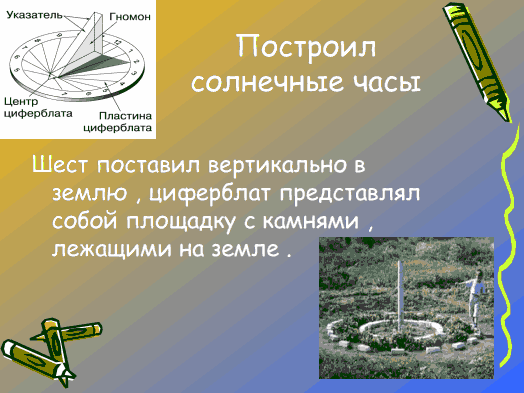 Указатель
Гномон
Центр
циферблата
Пластина
циферблата
Построил
солнечные часы
Шест поставил вертикально в
землю , циферблат представлял
собой площадку с камнями ,
лежащими на земле .